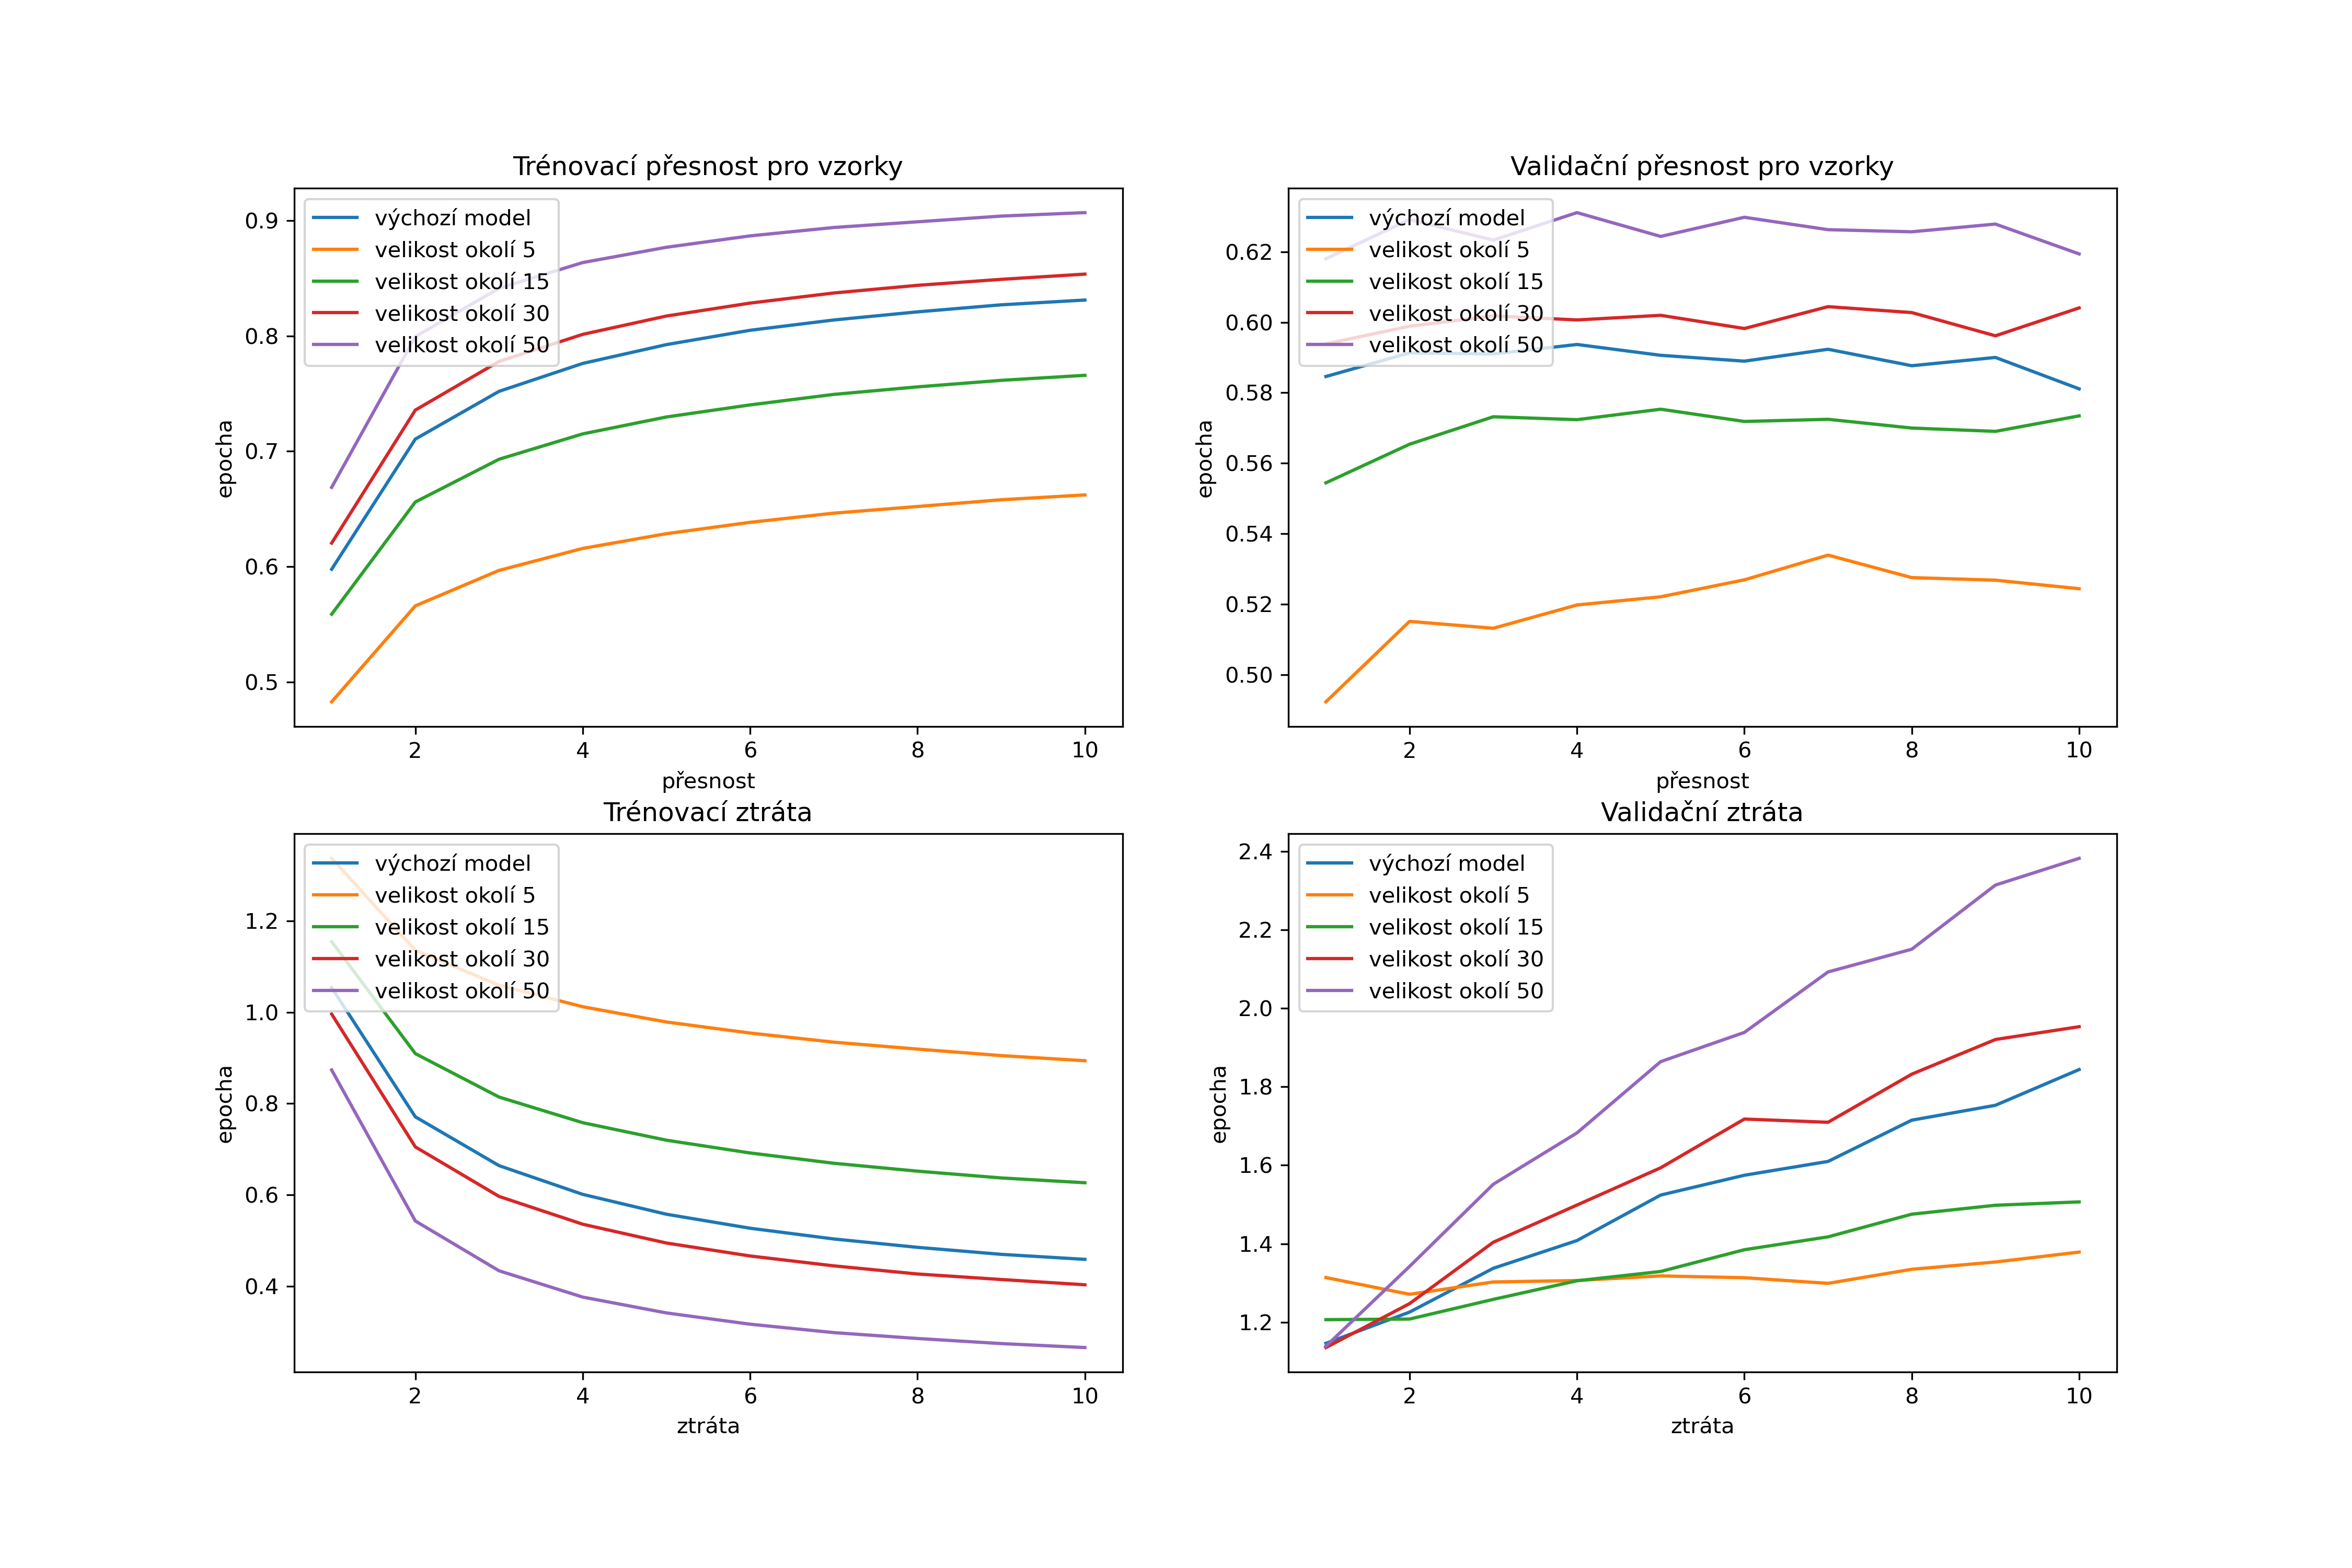 Trénovací přesnost pro vzorky
výchozí model
velikost okolí 5
velikost okolí 15
velikost okolí 30
velikost okolí 50
0.9
0.8
0.7
0.6
0.5
epocha
2 4 6 8 10
přesnost
Validační přesnost pro vzorky
výchozí model
velikost okolí 5
velikost okolí 15
velikost okolí 30
velikost okolí 50
0.62
0.60
0.58
0.56
0.54
0.52
0.50
epocha
2 4 6 8 10
přesnost
Trénovací ztráta
výchozí model
velikost okolí 5
velikost okolí 15
velikost okolí 30
velikost okolí 50
1.2
1.0
0.8
0.6
0.4
epocha
2 4 6 8 10
ztráta
Validační ztráta
výchozí model
velikost okolí 5
velikost okolí 15
velikost okolí 30
velikost okolí 50
2.4
2.2
2.0
1.8
1.6
1.4
1.2
epocha
2 4 6 8 10
ztráta